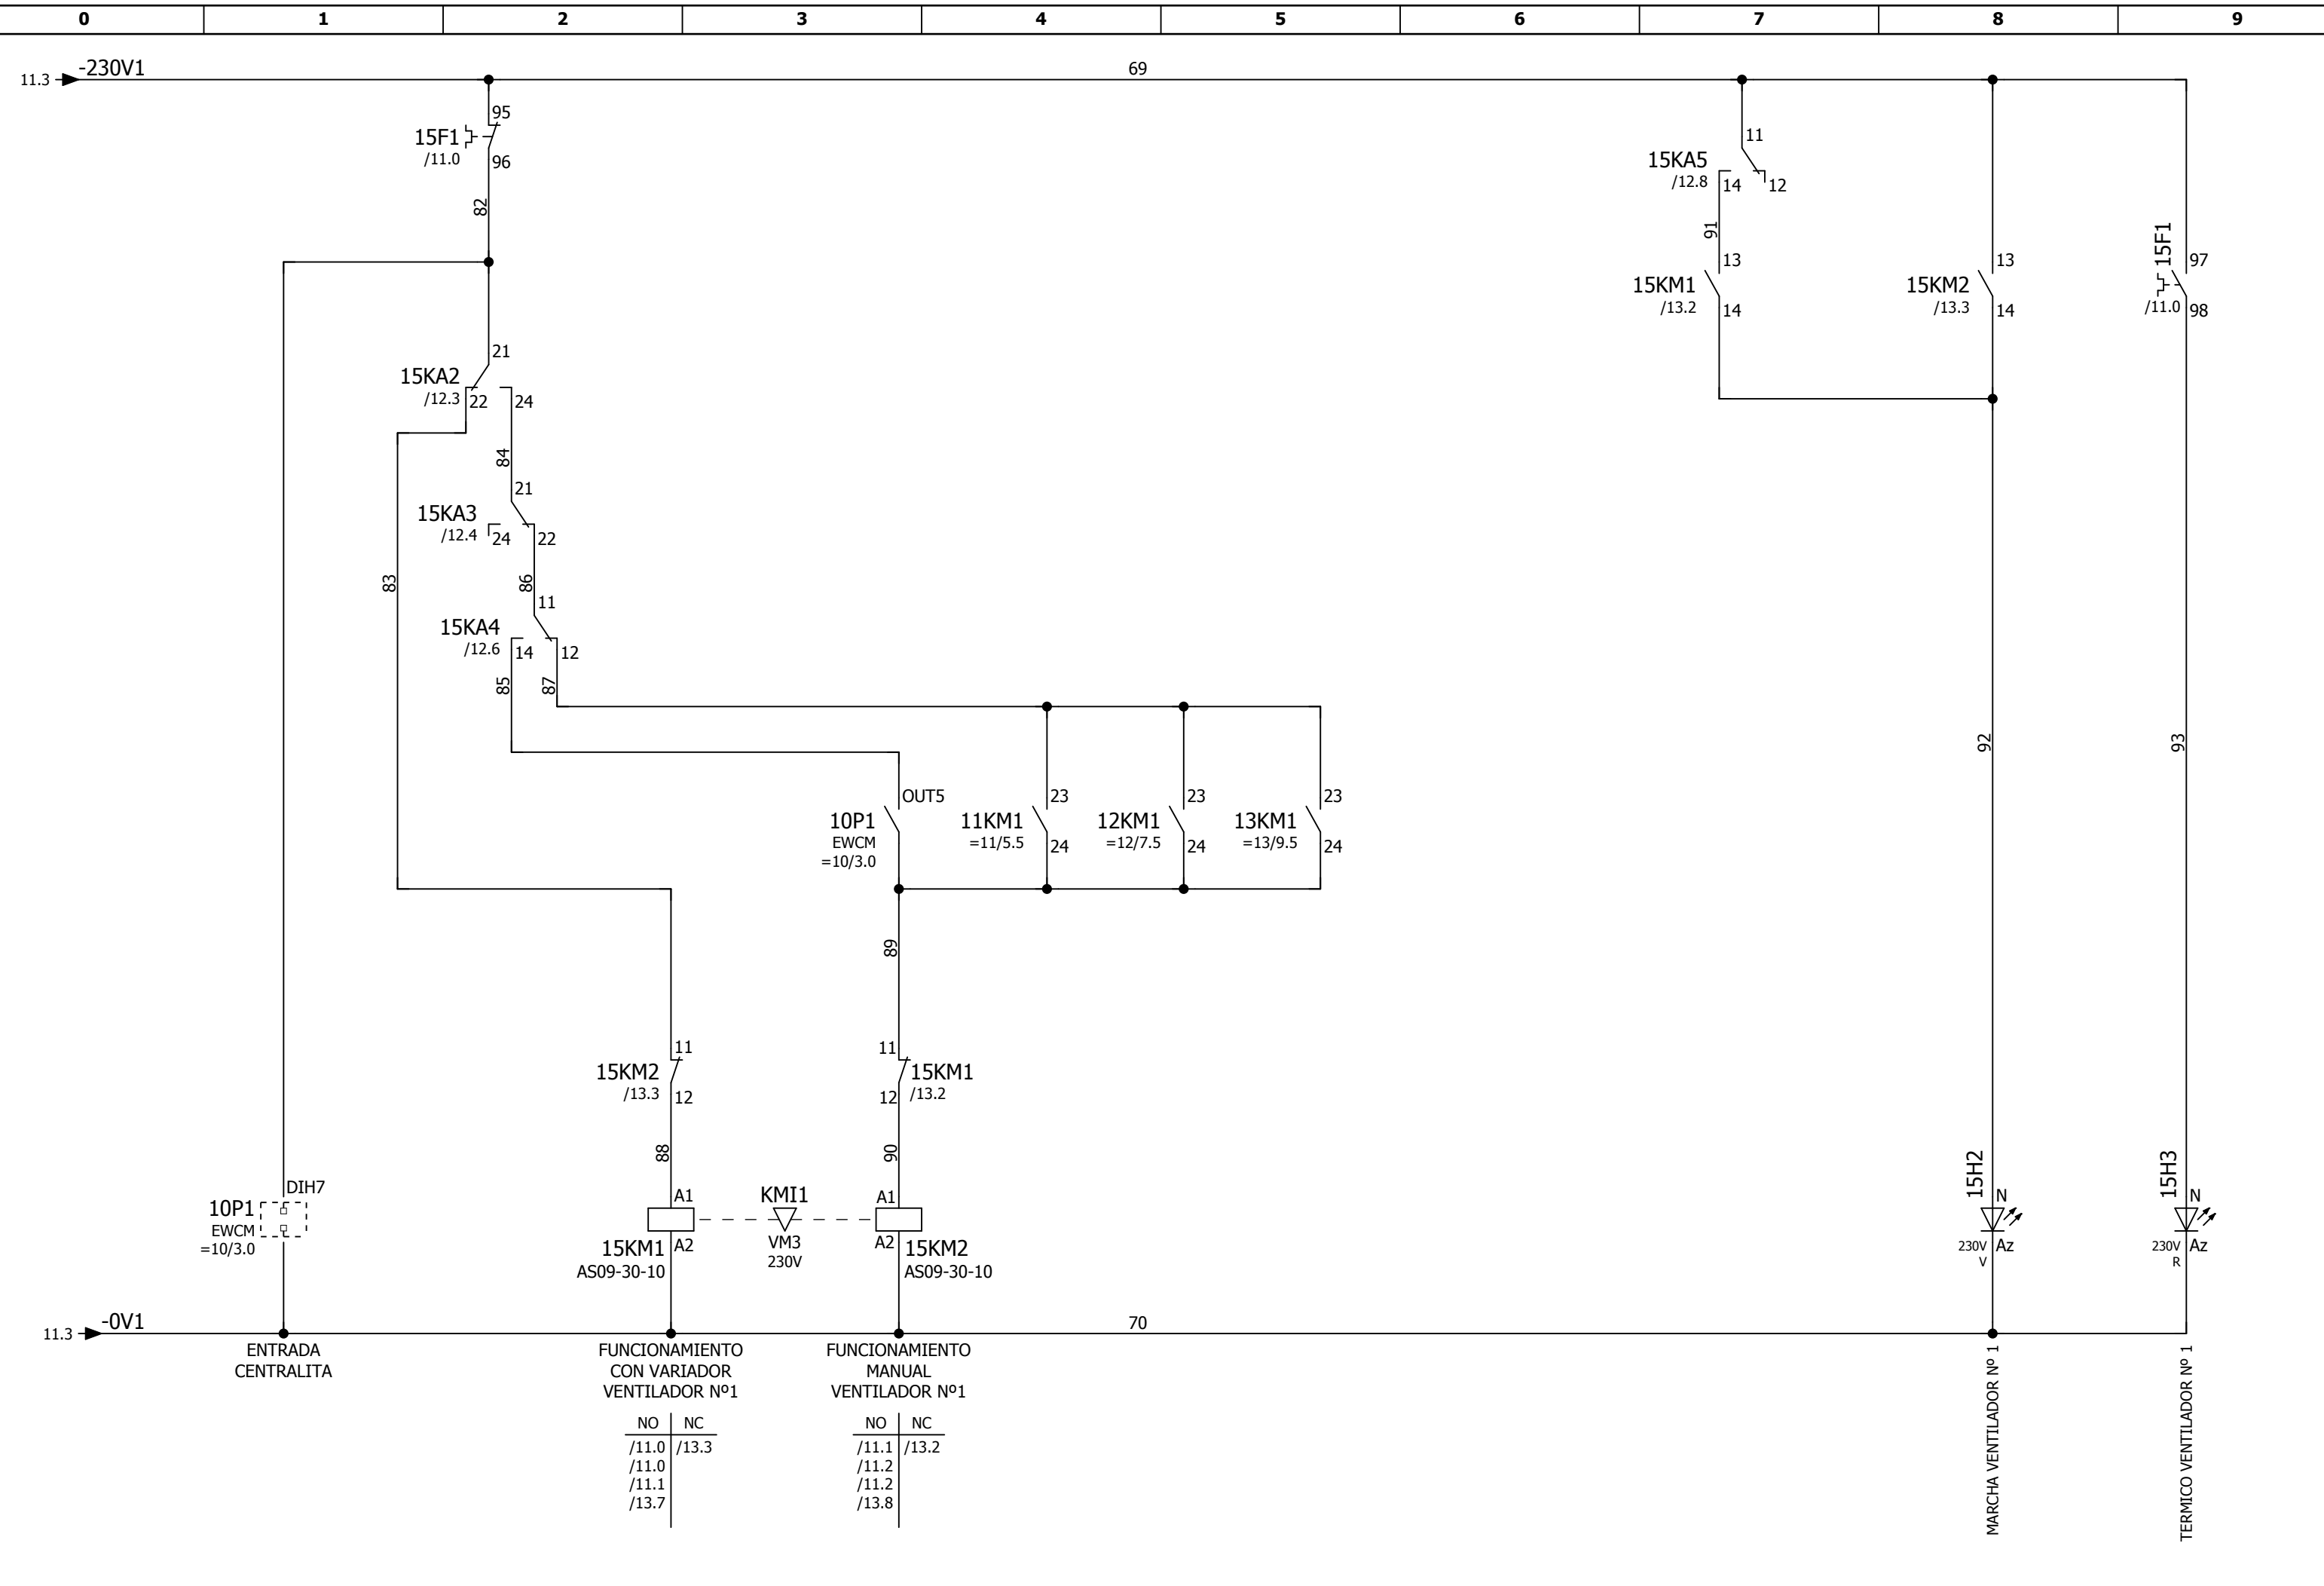 0 1 2 3 4 5 6 7 8 9
11.3 -230V1 69
95
15F1
/11.0
96
82
21
15KA2
/12.3
22 24
84
21
15KA3
/12.4
24 22
83
86
11
15KA4
/12.6
14 12
85 87
OUT5
10P1
EWCM
=10/3.0
23
11KM1
=11/5.5
24
23
12KM1
=12/7.5
24
23
13KM1
=13/9.5
24
89
11
15KM2
/13.3
12
88
11
15KM1
/13.2
12
90
DIH7
10P1
EWCM
=10/3.0
A1
15KM1
A2
AS09-30-10
KMI1
VM3
230V
A1
A2
15KM2
AS09-30-10
11
15KA5
/12.8
14 12
91
13
15KM1
/13.2
14
13
15KM2
/13.3
14
97
15F1
/11.0
98
92
93
15H2
N
230V
V
Az
15H3
N
230V
R
Az
11.3 -0V1 70
ENTRADA
CENTRALITA
FUNCIONAMIENTO
CON VARIADOR
VENTILADOR Nº1
NO NC
/11.0 /13.3
/11.0
/11.1
/13.7
FUNCIONAMIENTO
MANUAL
VENTILADOR Nº1
NO NC
/11.1 /13.2
/11.2
/11.2
/13.8
MARCHA VENTILADOR Nº 1
TERMICO VENTILADOR Nº 1